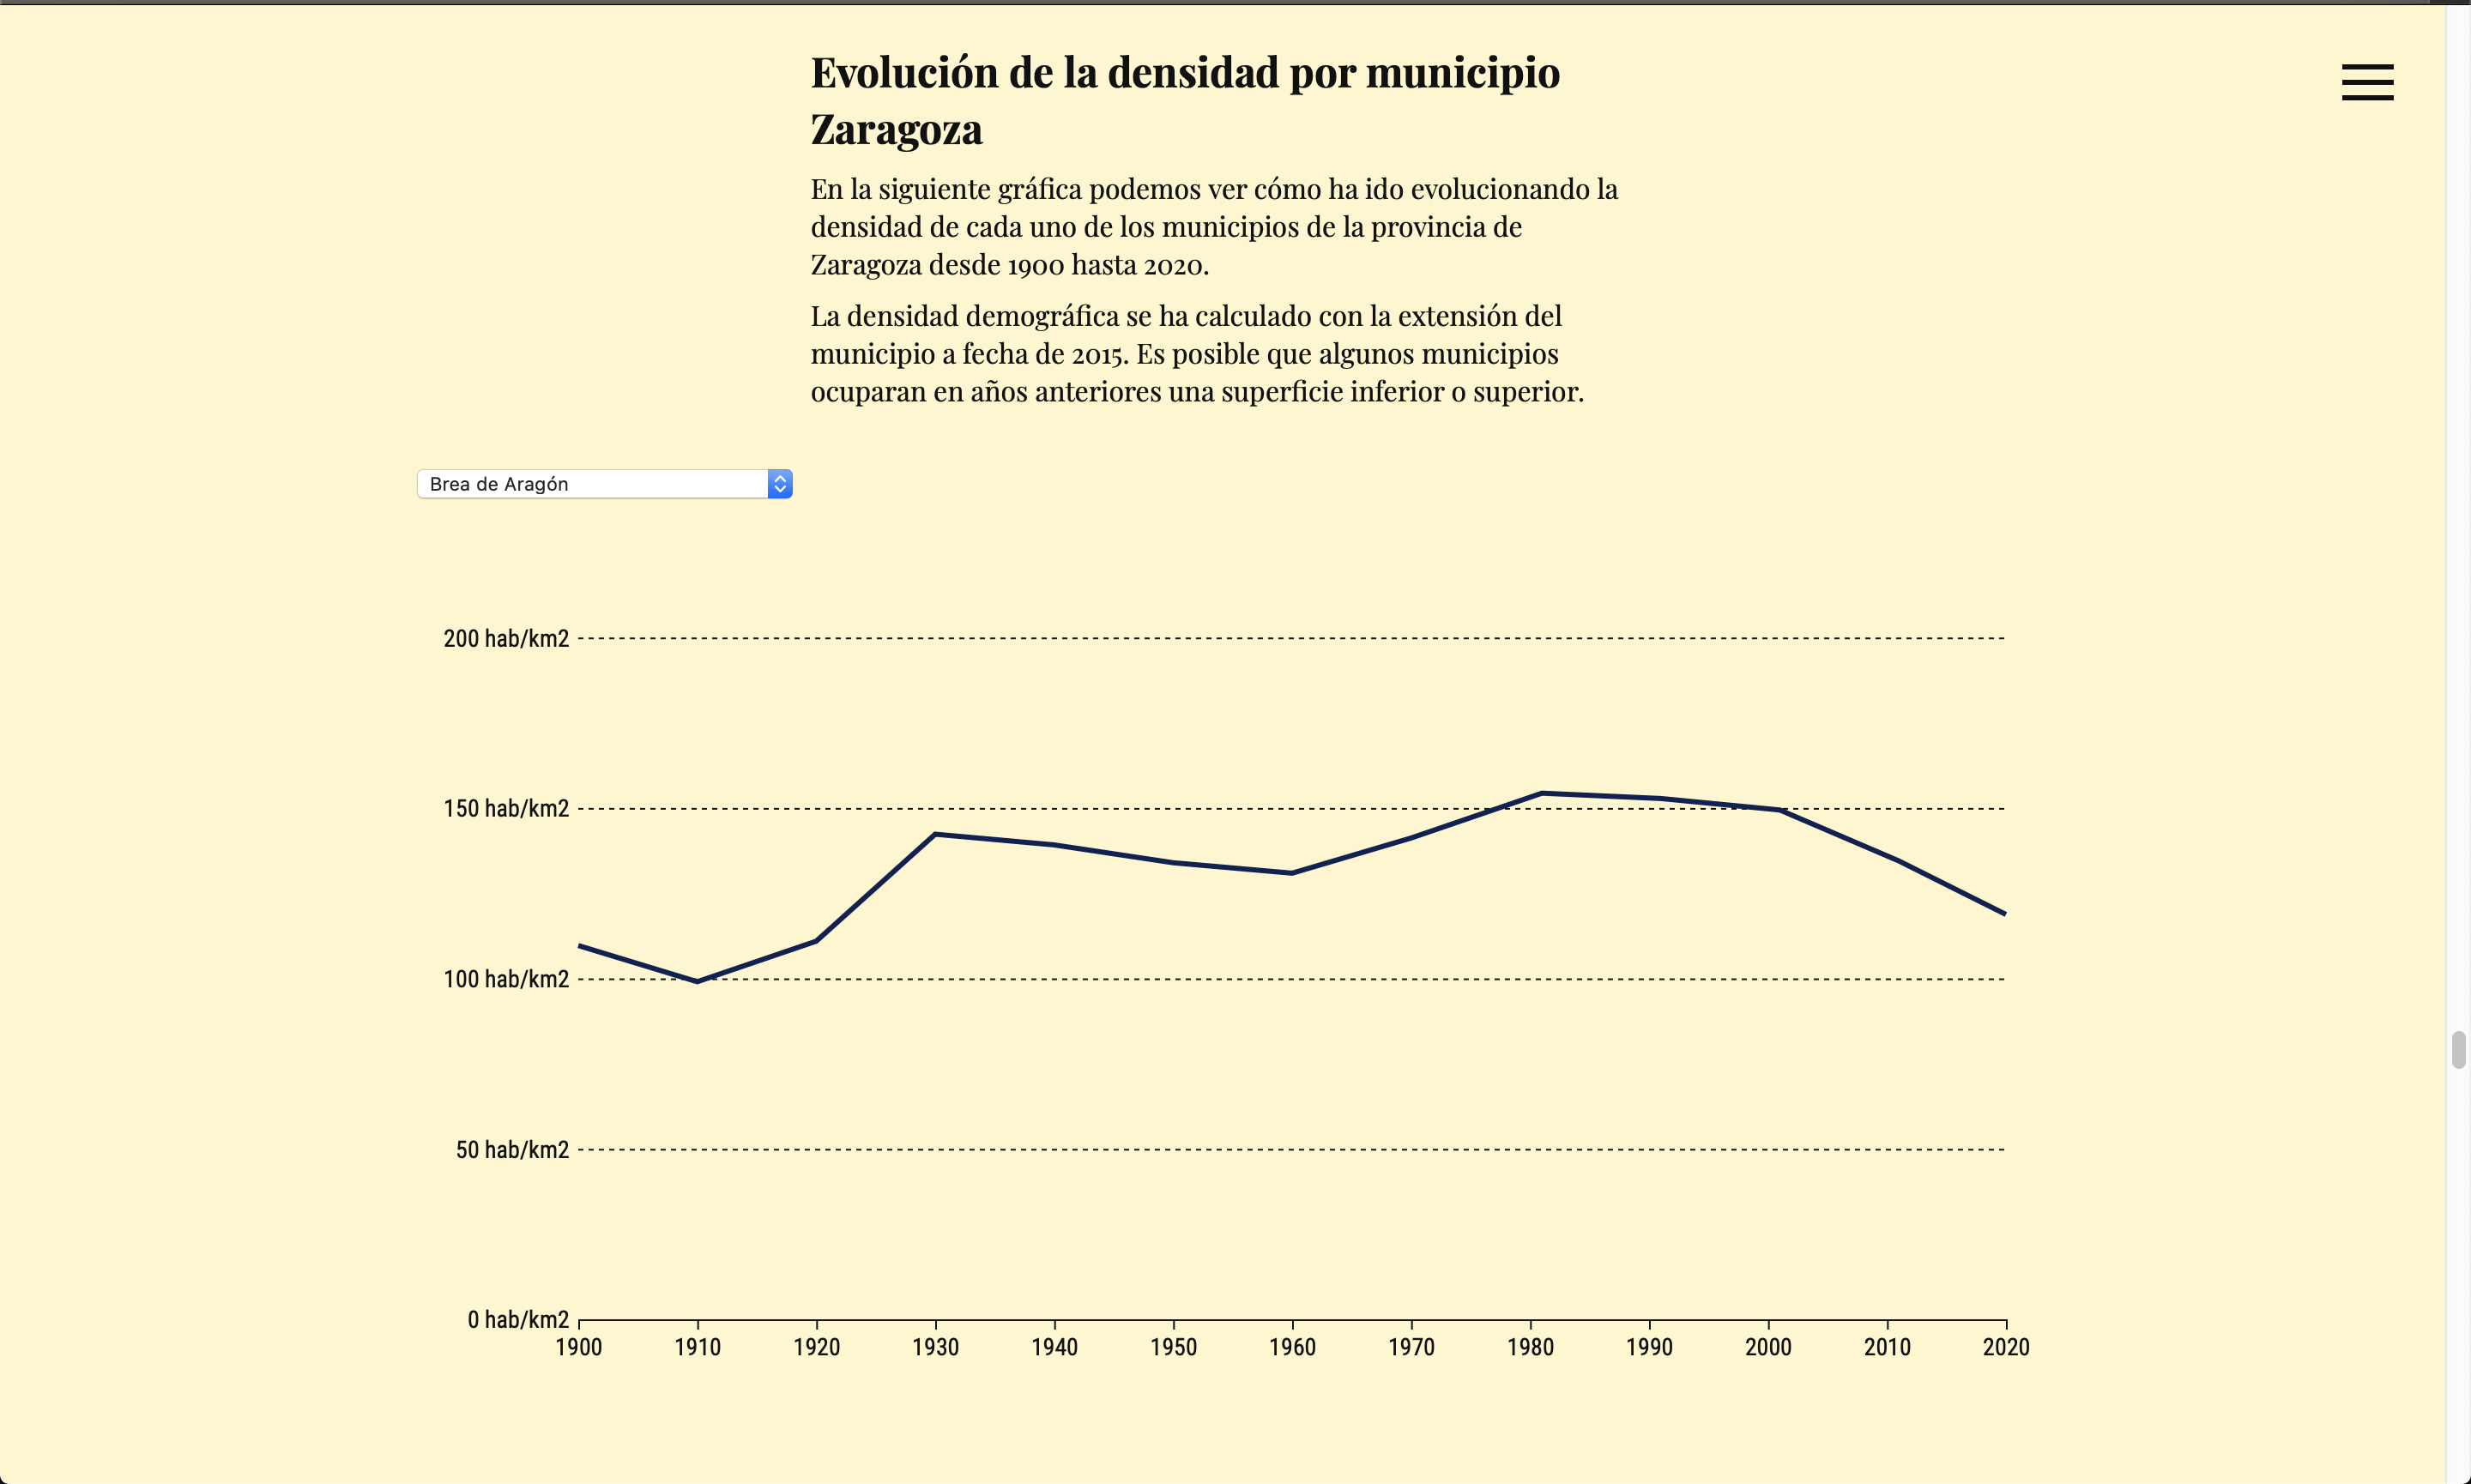 Evolución de la densidad por municipio
Zaragoza
En la siguiente gráfica podemos ver cómo ha ido evolucionando la
densidad de cada uno de los municipios de la provincia de
Zaragoza desde 1900 hasta 2020.
La densidad demográfica se ha calculado con la extensión del
municipio a fecha de 2015. Es posible que algunos municipios
ocuparan en años anteriores una superficie inferior o superior.
Brea de Aragón
200 hab/km2
150 hab/km2
100 hab/km2
50 hab/km2
0 hab/km2
1900 1910 1920 1930 1940 1950 1960 1970 1980 1990 2000 2010 2020